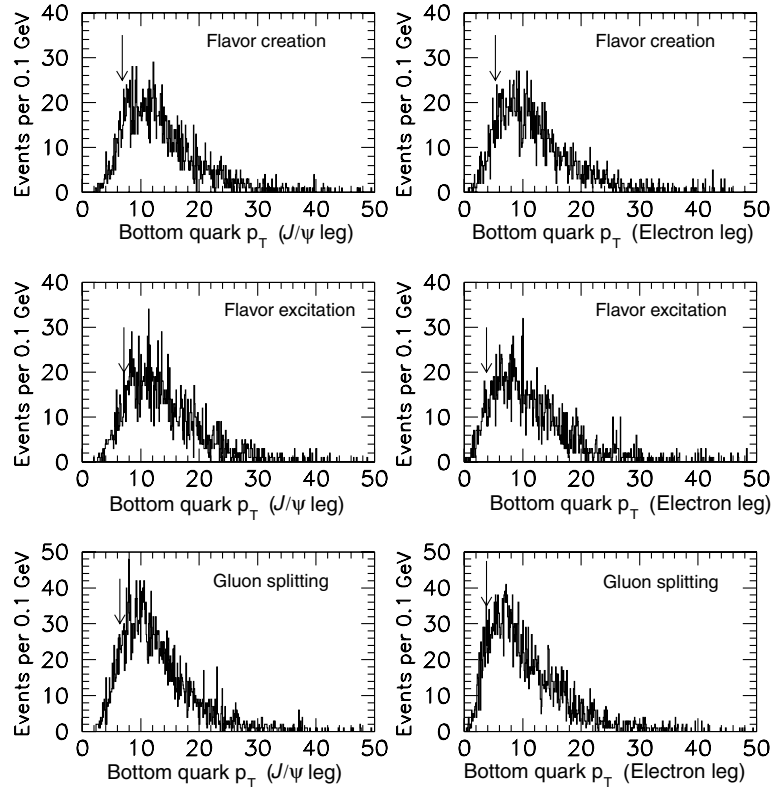 Events per 0.1 GeV
40
30
20
10
0
Flavor creation
0 10 20 30 40 50
Bottom quark p_T (J/ψ leg)
Events per 0.1 GeV
40
30
20
10
0
Flavor creation
0 10 20 30 40 50
Bottom quark p_T (Electron leg)
Events per 0.1 GeV
40
30
20
10
0
Flavor excitation
0 10 20 30 40 50
Bottom quark p_T (J/ψ leg)
Events per 0.1 GeV
40
30
20
10
0
Flavor excitation
0 10 20 30 40 50
Bottom quark p_T (Electron leg)
Events per 0.1 GeV
50
40
30
20
10
0
Gluon splitting
0 10 20 30 40 50
Bottom quark p_T (J/ψ leg)
Events per 0.1 GeV
50
40
30
20
10
0
Gluon splitting
0 10 20 30 40 50
Bottom quark p_T (Electron leg)